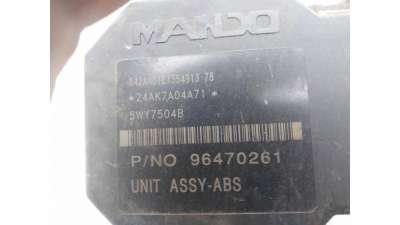 MANDO
*24AK7A04A71 *
5WY7504B
P/NO 96470261
UNIT ASSY-ABS